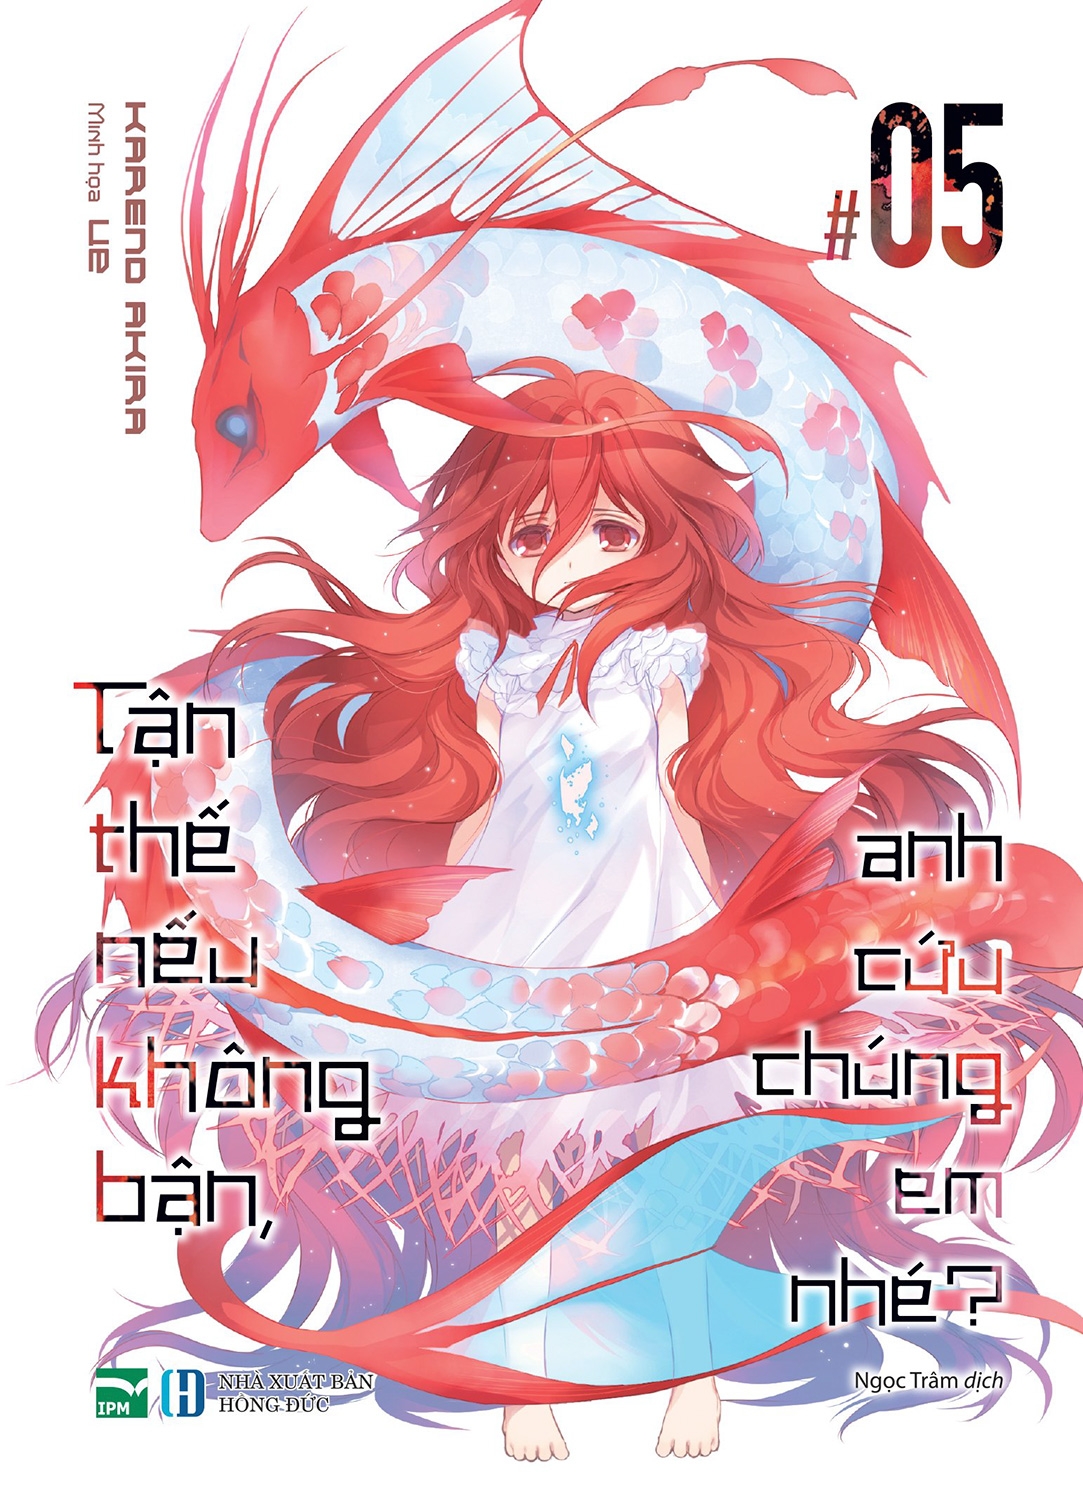 #05
KARENO AKIRA
Minh họa UE
Tận
thế
nếu
không
bận,
anh
cứu
chúng
em
nhé?
IPM
NHÀ XUẤT BẢN
HỒNG ĐỨC
Ngọc Trâm dịch